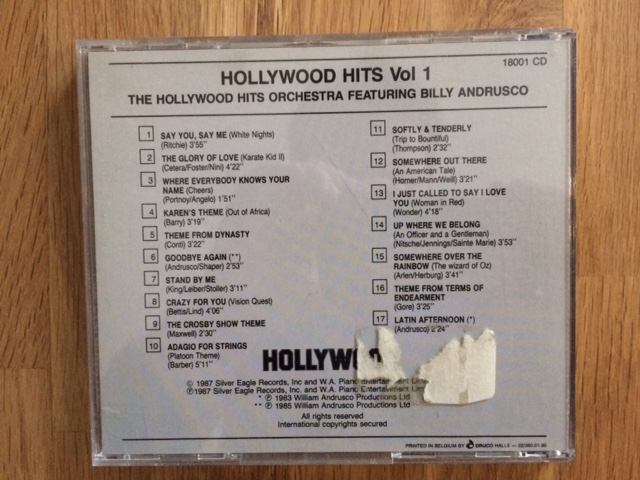 18001 CD
HOLLYWOOD HITS Vol 1
THE HOLLYWOOD HITS ORCHESTRA FEATURING BILLY ANDRUSCO
1 SAY YOU, SAY ME (White Nights)
(Ritchie) 3'55"
2 THE GLORY OF LOVE (Karate Kid II)
(Cetera/Foster/Nini) 4'22"
3 WHERE EVERYBODY KNOWS YOUR
NAME (Cheers)
(Portnoy/Angelo) 1'51"
4 KAREN'S THEME (Out of Africa)
(Barry) 3'19"
5 THEME FROM DYNASTY
(Conti) 3'22"
6 GOODBYE AGAIN (**)
(Andrusco/Shaper) 2'53"
7 STAND BY ME
(King/Leiber/Stoller) 3'11"
8 CRAZY FOR YOU (Vision Quest)
(Bettis/Lind) 4'06"
9 THE CROSBY SHOW THEME
(Maxwell) 2'30"
10 ADAGIO FOR STRINGS
(Platoon Theme)
(Barber) 5'11"
11 SOFTLY & TENDERLY
(Trip to Bountiful)
(Thompson) 2'32"
12 SOMEWHERE OUT THERE
(An American Tale)
(Horner/Mann/Weill) 3'21"
13 I JUST CALLED TO SAY I LOVE
YOU (Woman in Red)
(Wonder) 4'18"
14 UP WHERE WE BELONG
(An Officer and a Gentleman)
(Nitsche/Jennings/Sainte Marie) 3'53"
15 SOMEWHERE OVER THE
RAINBOW (The wizard of Oz)
(Arlen/Herburg) 3'41"
16 THEME FROM TERMS OF
ENDEARMENT
(Gore) 3'25"
17 LATIN AFTERNOON (*)
(Andrusco) 2'24"
HOLLYWOO
© 1987 Silver Eagle Records, Inc and W.A. Piano Entertainment Lim
℗ 1987 Silver Eagle Records, Inc and W.A. Piano Entertainment Ltd
* ℗ 1983 William Andrusco Productions Ltd
** ℗ 1985 William Andrusco Productions Ltd
All rights reserved
International copyrights secured
PRINTED IN BELGIUM BY DRUCO HALLE